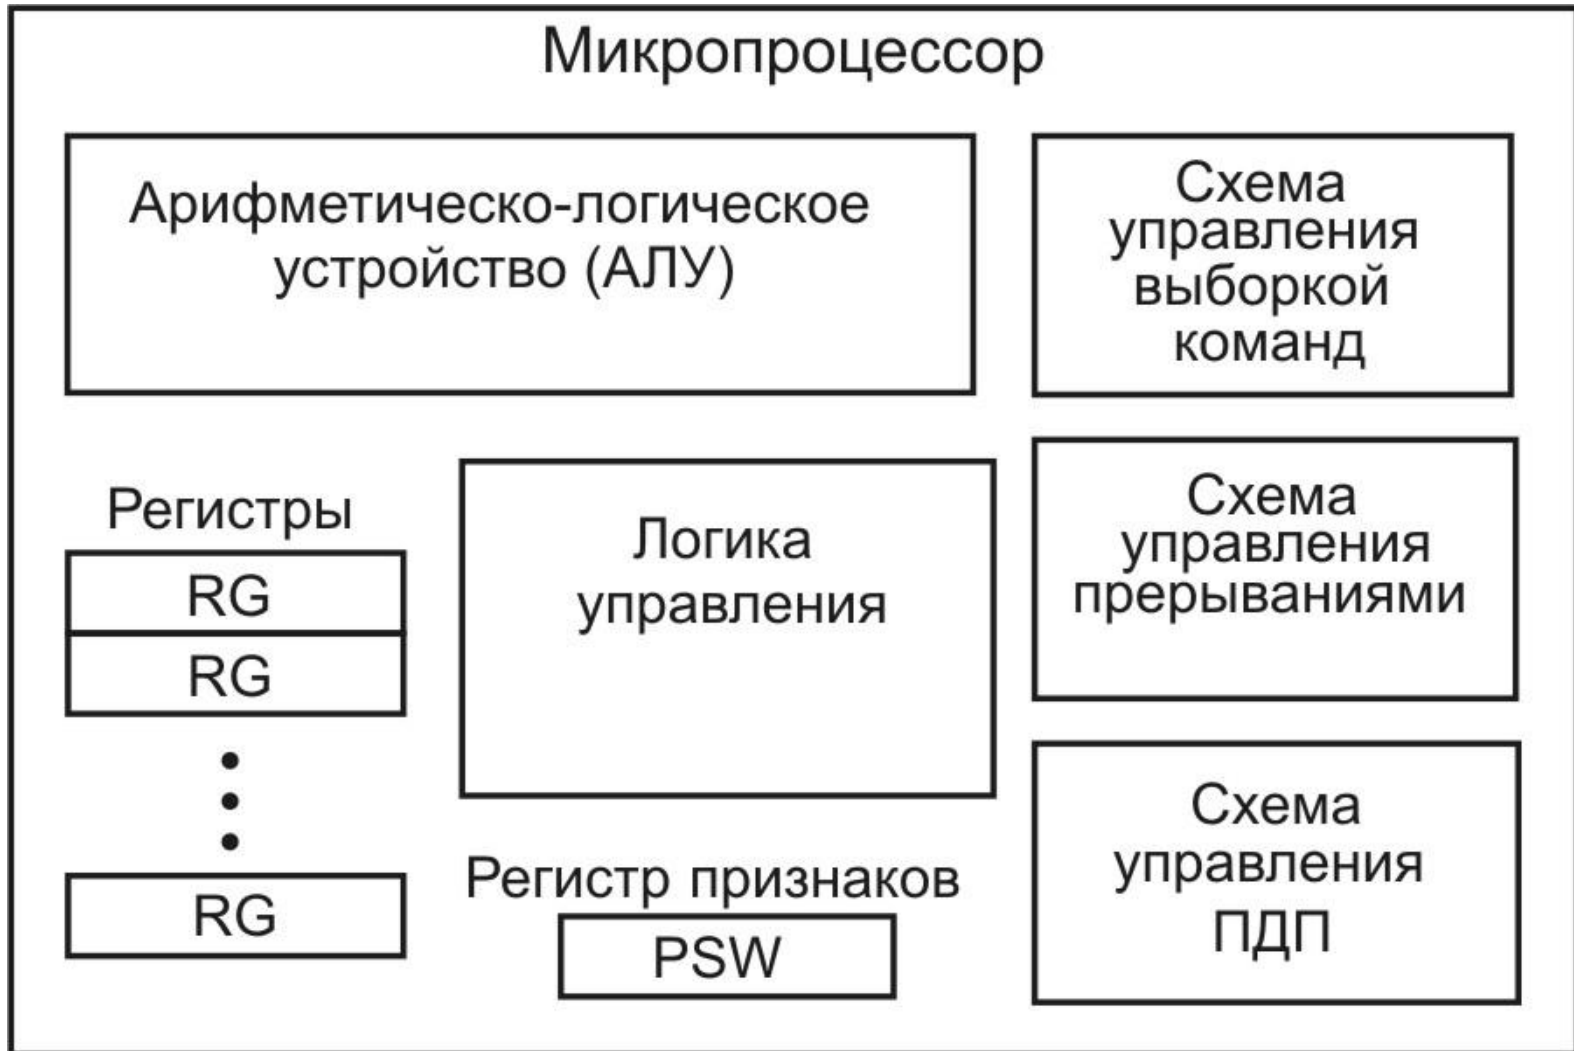 Микропроцессор
Арифметическо-логическое
устройство (АЛУ)
Схема
управления
выборкой
команд
Регистры
RG
RG
RG
Логика
управления
Схема
управления
прерываниями
Регистр признаков
PSW
Схема
управления
ПДП